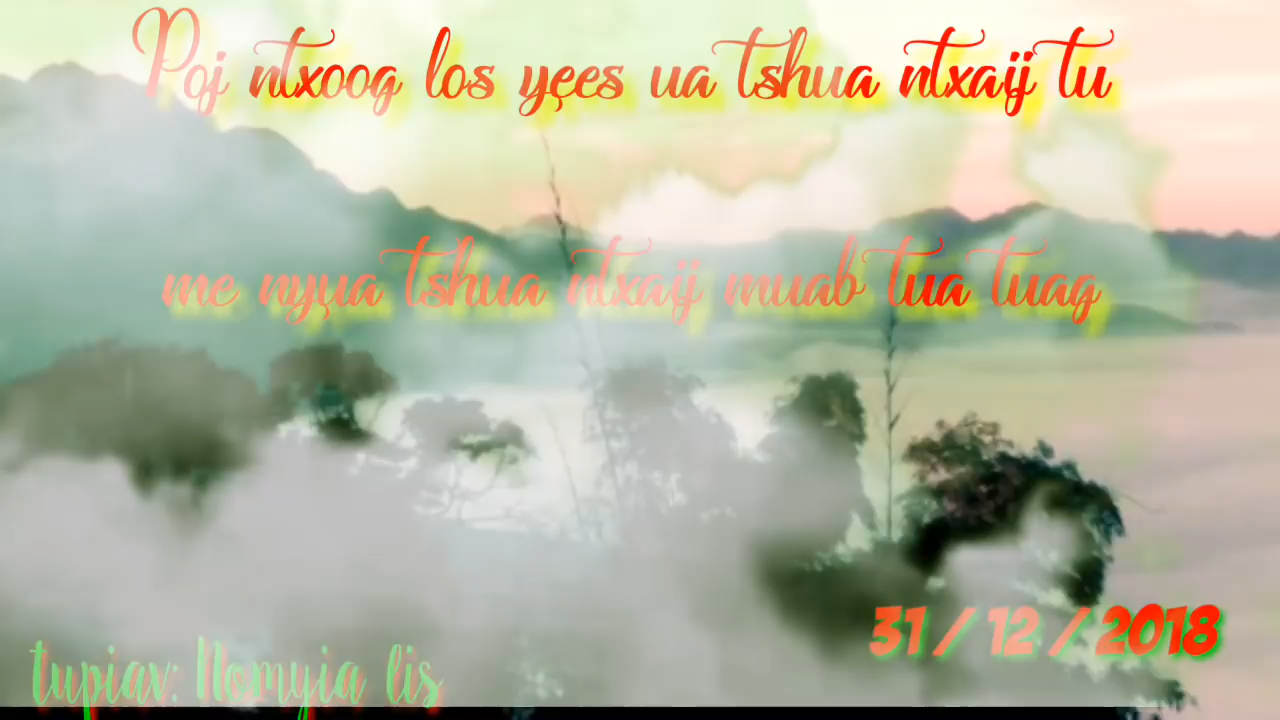 Poj ntxoog los yees ua tshua ntxaij tu
me nyua tshua ntxaij muab tua tuag
31 / 12 / 2018
tupiav: Nomyia lis